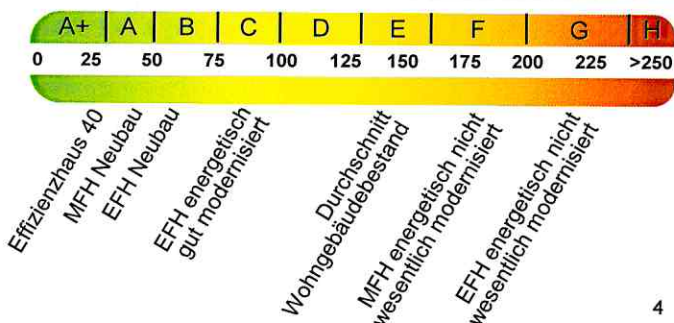 A+ A B C D E F G H
0 25 50 75 100 125 150 175 200 225 >250
Effizienzhaus 40
MFH Neubau
EFH Neubau
EFH energetisch
gut modernisiert
Durchschnitt
Wohngebäudebestand
MFH energetisch nicht
wesentlich modernisiert
EFH energetisch nicht
wesentlich modernisiert
4